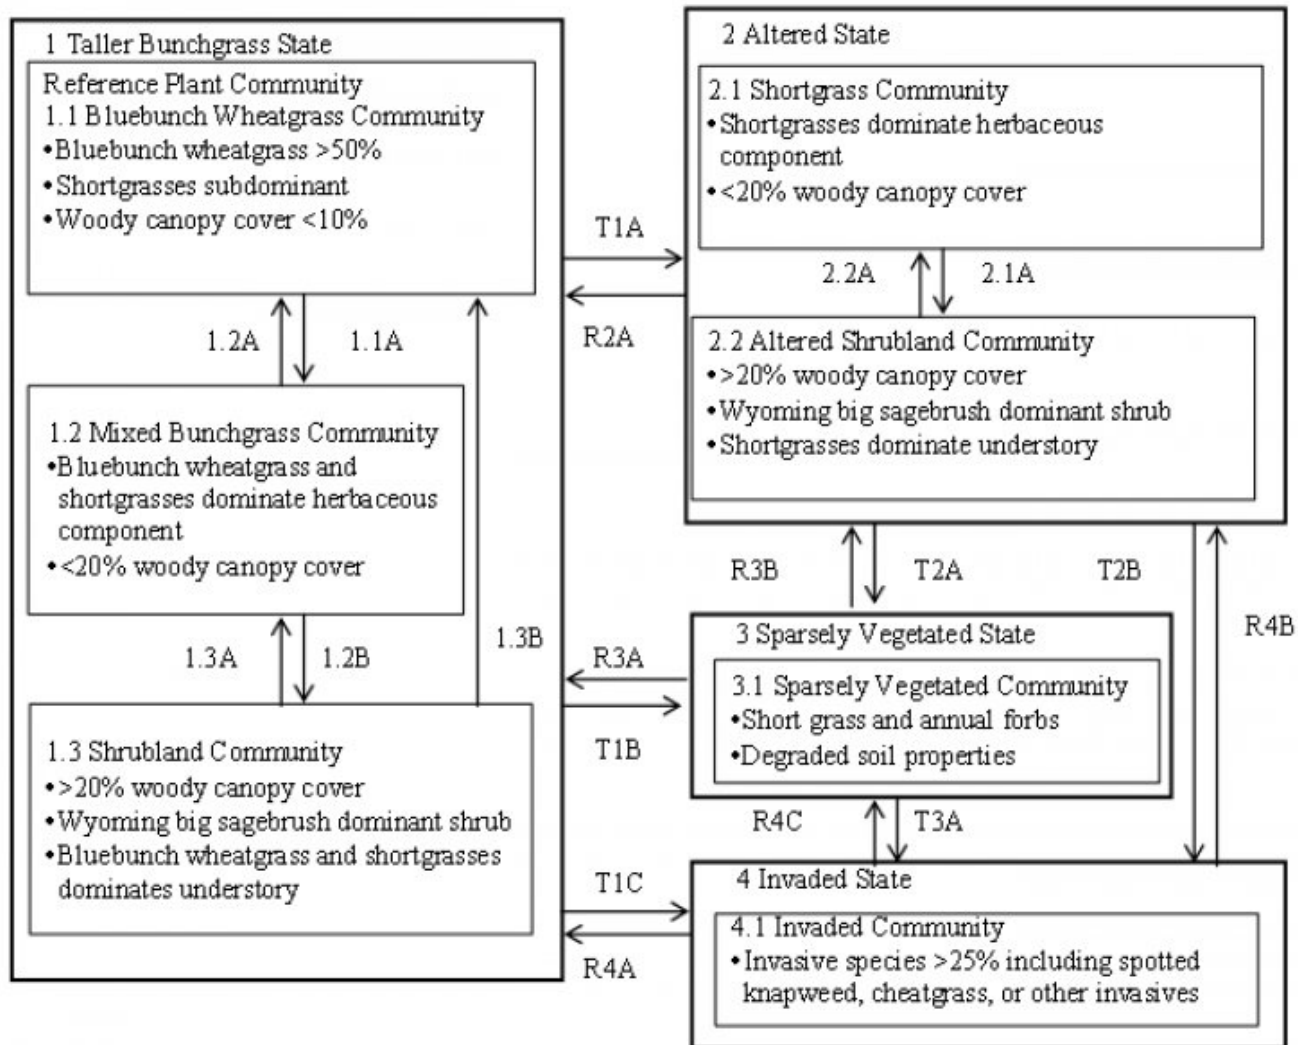 1 Taller Bunchgrass State
Reference Plant Community
1.1 Bluebunch Wheatgrass Community
•Bluebunch wheatgrass >50%
•Shortgrasses subdominant
•Woody canopy cover <10%
1.2A
1.1A
1.2 Mixed Bunchgrass Community
•Bluebunch wheatgrass and
shortgrasses dominate herbaceous
component
•<20% woody canopy cover
1.3A
1.2B
1.3B
1.3 Shrubland Community
•>20% woody canopy cover
•Wyoming big sagebrush dominant shrub
•Bluebunch wheatgrass and shortgrasses
dominates understory
T1A
R2A
R3A
T1B
T1C
R4A
2 Altered State
2.1 Shortgrass Community
•Shortgrasses dominate herbaceous
component
•<20% woody canopy cover
2.2A
2.1A
2.2 Altered Shrubland Community
•>20% woody canopy cover
•Wyoming big sagebrush dominant shrub
•Shortgrasses dominate understory
R3B
T2A
T2B
R4B
3 Sparsely Vegetated State
3.1 Sparsely Vegetated Community
•Short grass and annual forbs
•Degraded soil properties
R4C
T3A
4 Invaded State
4.1 Invaded Community
•Invasive species >25% including spotted
knapweed, cheatgrass, or other invasives